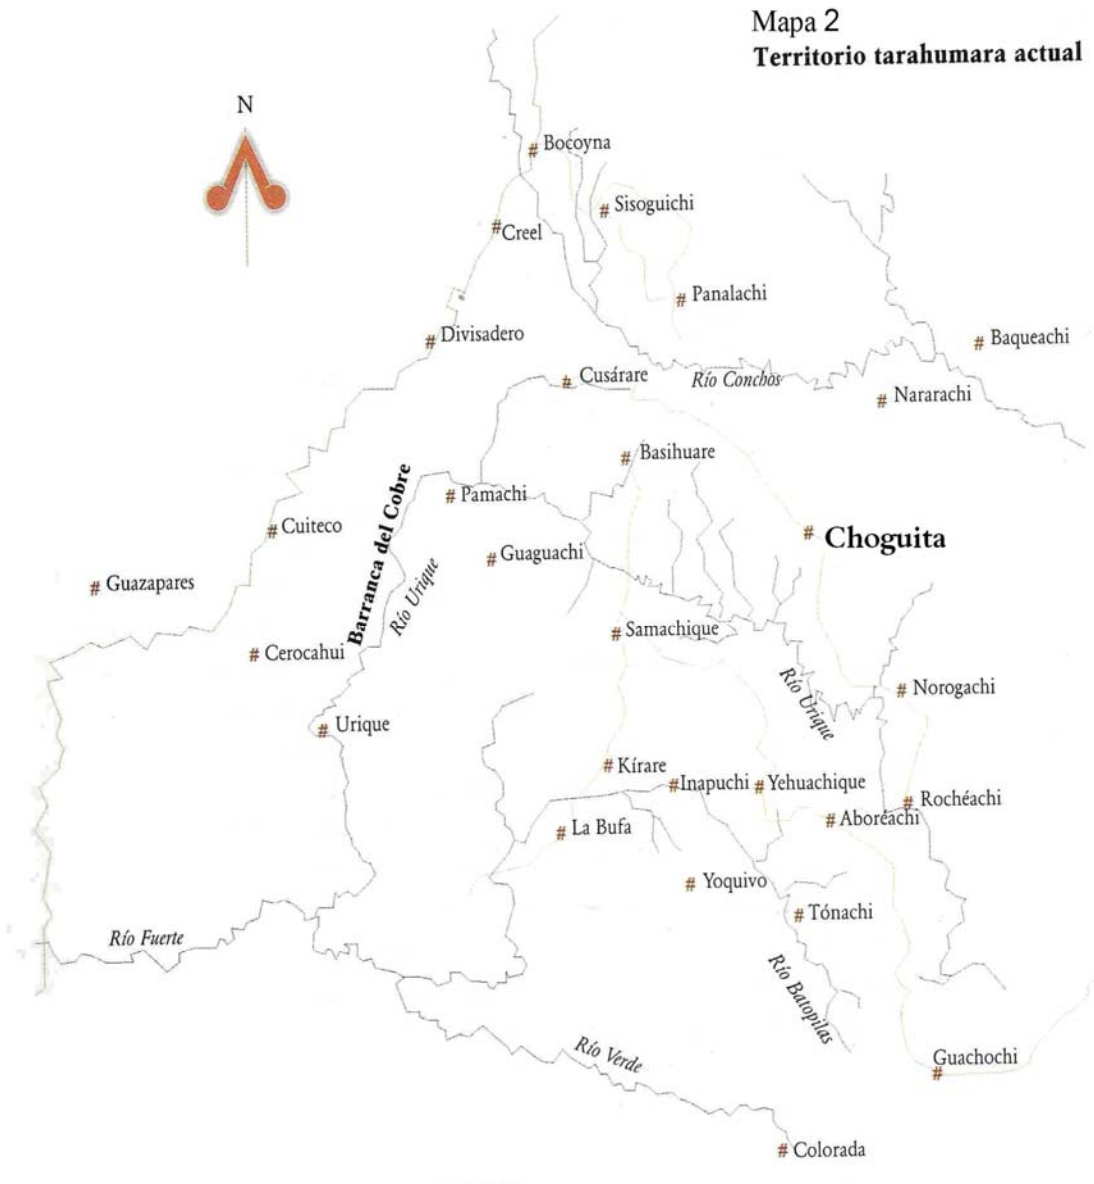 Mapa 2
Territorio tarahumara actual
N
# Bocoyna
# Sisoguichi
# Creel
# Panalachi
# Divisadero
# Baqueachi
# Cusárare
Río Conchos
# Nararachi
# Basihuare
# Pamachi
Barranca del Cobre
# Cuiteco
# Choguita
# Guaguachi
# Guazapares
Río Urique
# Samachique
# Cerocahui
Río Urique
# Norogachi
# Urique
# Kírare
# Inapuchi
# Yehuachique
# Rochéachi
# Aboréachi
# La Bufa
# Yoquivo
# Tónachi
Río Fuerte
Río Batopilas
Río Verde
Guachochi
#
# Colorada